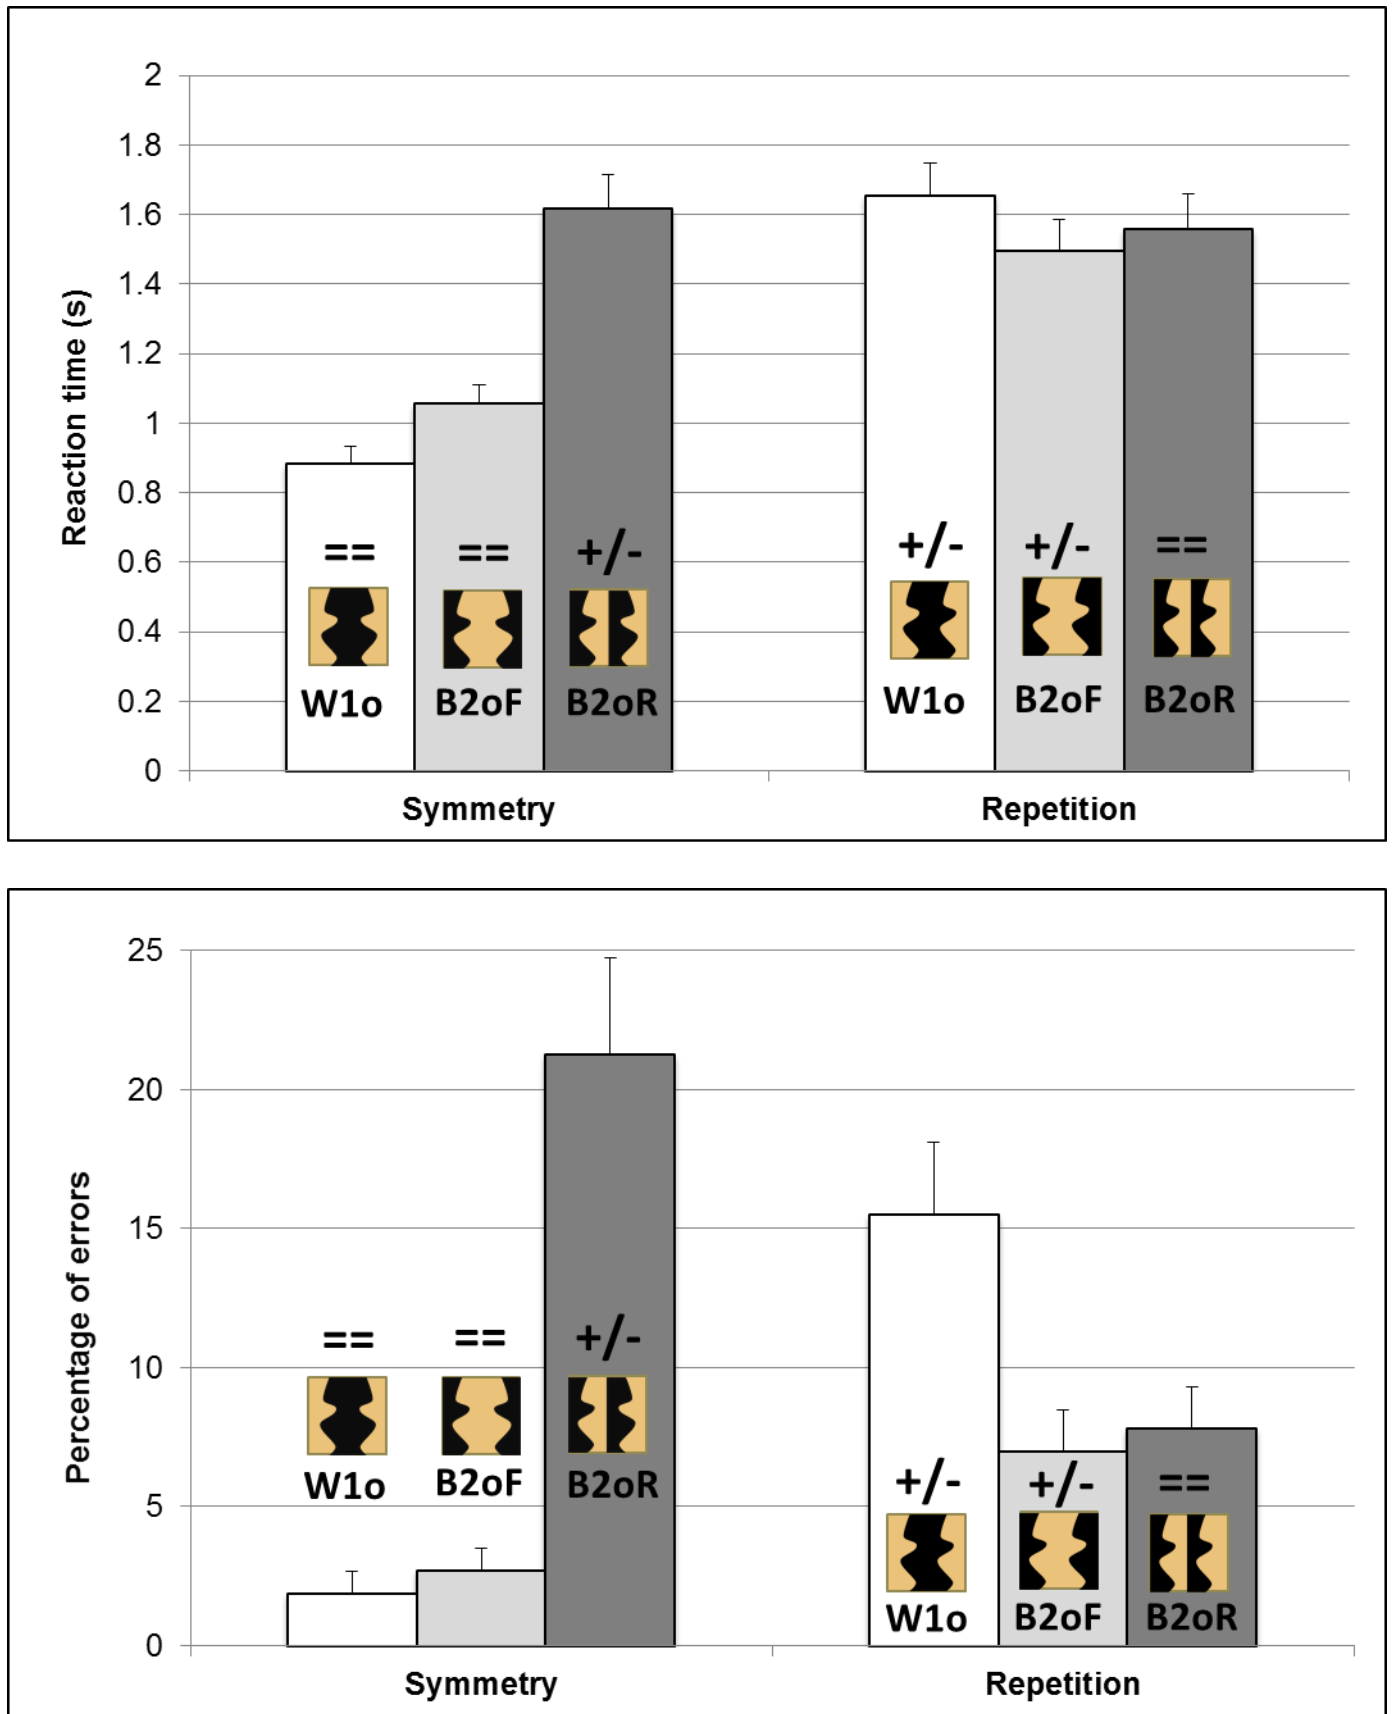 2
1.8
1.6
1.4
1.2
1
0.8
0.6
0.4
0.2
0
Reaction time (s)
== == +/- +/- +/- ==
W1o B2oF B2oR W1o B2oF B2oR
Symmetry Repetition
25
20
15
10
5
0
Percentage of errors
== == +/-
W1o B2oF B2oR
+/- +/- ==
W1o B2oF B2oR
Symmetry Repetition